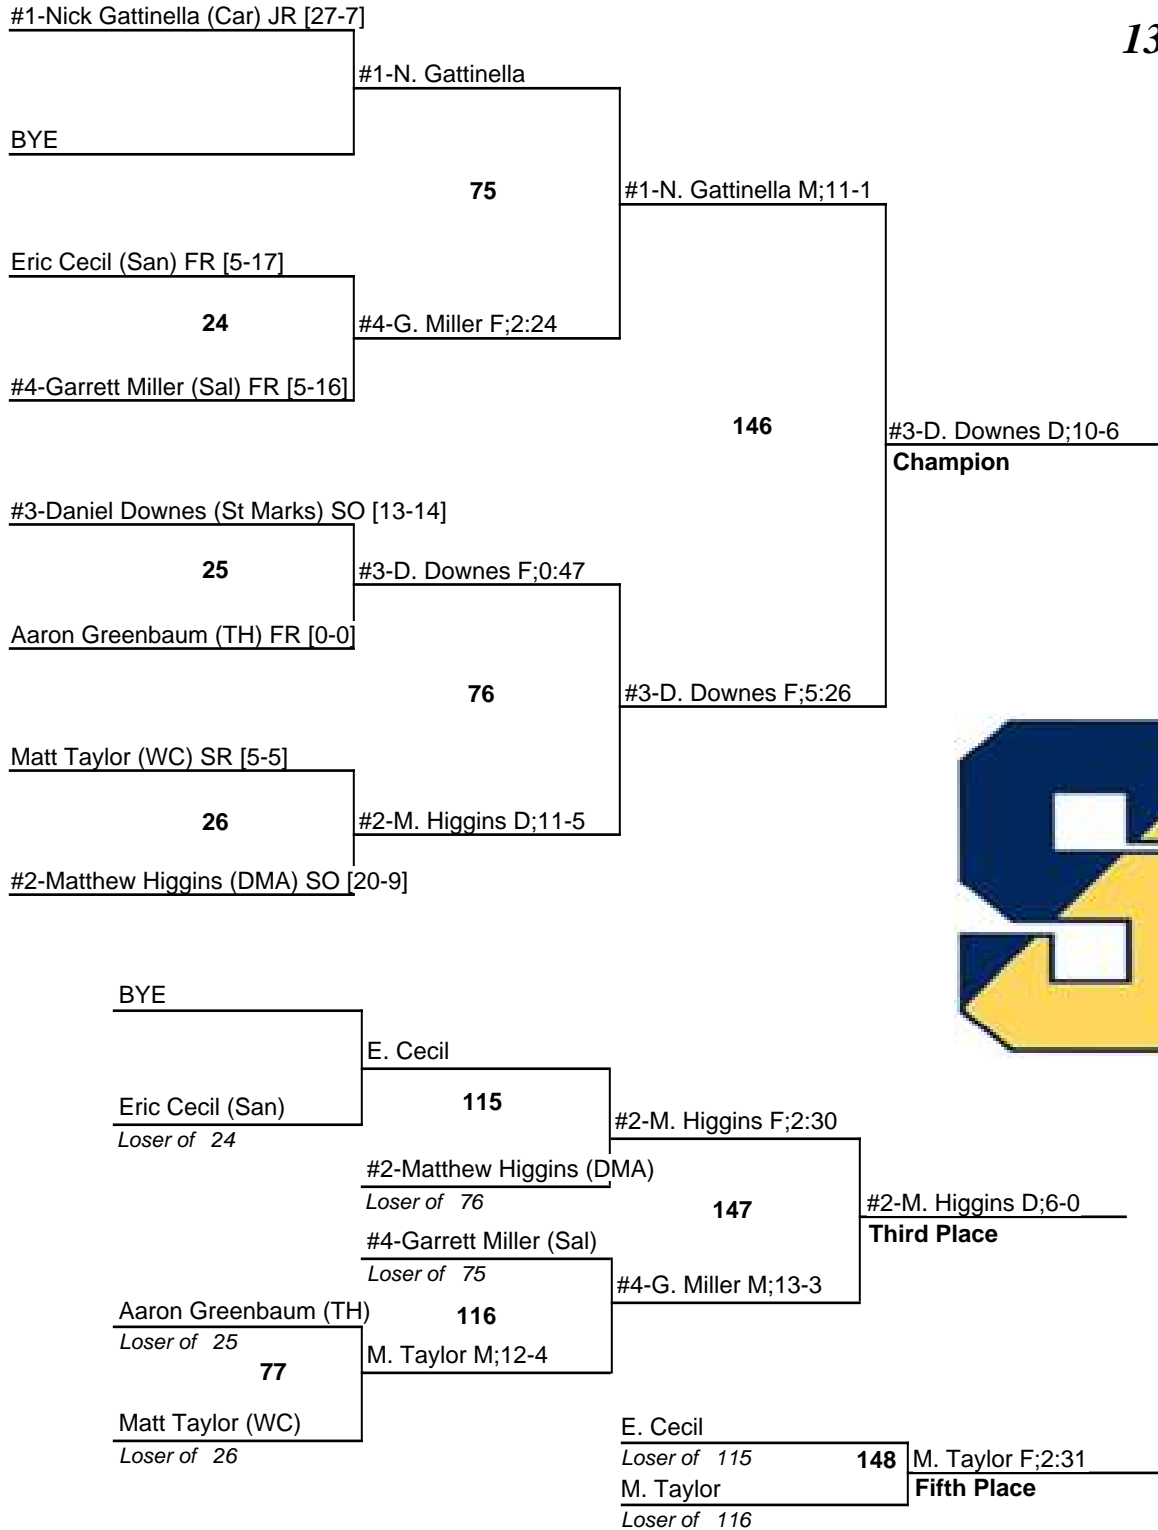 #1-Nick Gattinella (Car) JR [27-7]
13
#1-N. Gattinella
BYE
75
#1-N. Gattinella M;11-1
Eric Cecil (San) FR [5-17]
24
#4-G. Miller F;2:24
#4-Garrett Miller (Sal) FR [5-16]
146
#3-D. Downes D;10-6
Champion
#3-Daniel Downes (St Marks) SO [13-14]
25
#3-D. Downes F;0:47
Aaron Greenbaum (TH) FR [0-0]
76
#3-D. Downes F;5:26
Matt Taylor (WC) SR [5-5]
26
#2-M. Higgins D;11-5
#2-Matthew Higgins (DMA) SO [20-9]
BYE
E. Cecil
115
Eric Cecil (San)
Loser of 24
#2-M. Higgins F;2:30
#2-Matthew Higgins (DMA)
Loser of 76
147
#2-M. Higgins D;6-0
Third Place
#4-Garrett Miller (Sal)
Loser of 75
#4-G. Miller M;13-3
Aaron Greenbaum (TH)
Loser of 25
116
M. Taylor M;12-4
77
Matt Taylor (WC)
Loser of 26
E. Cecil
Loser of 115
148
M. Taylor F;2:31
Fifth Place
M. Taylor
Loser of 116